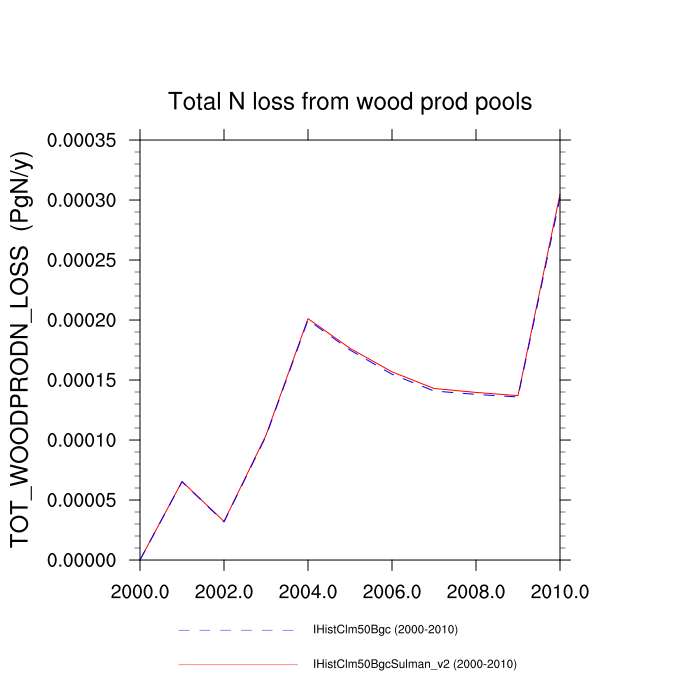 Total N loss from wood prod pools
TOT_WOODPRODN_LOSS (PgN/y)
0.00035
0.00030
0.00025
0.00020
0.00015
0.00010
0.00005
0.00000
2000.0 2002.0 2004.0 2006.0 2008.0 2010.0
IHistClm50Bgc (2000-2010)
IHistClm50BgcSulman_v2 (2000-2010)